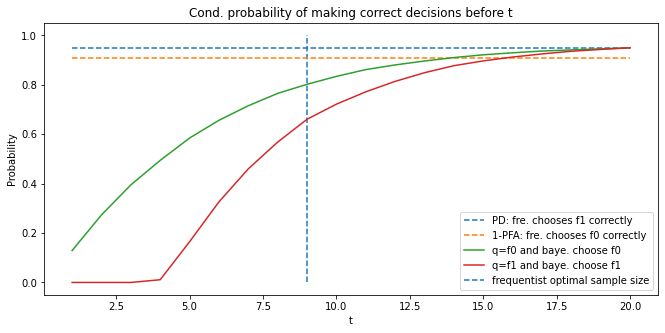 Cond. probability of making correct decisions before t
Probability
1.0
0.8
0.6
0.4
0.2
0.0
PD: fre. chooses f1 correctly
1-PFA: fre. chooses f0 correctly
q=f0 and baye. choose f0
q=f1 and baye. choose f1
frequentist optimal sample size
2.5 5.0 7.5 10.0 12.5 15.0 17.5 20.0
t